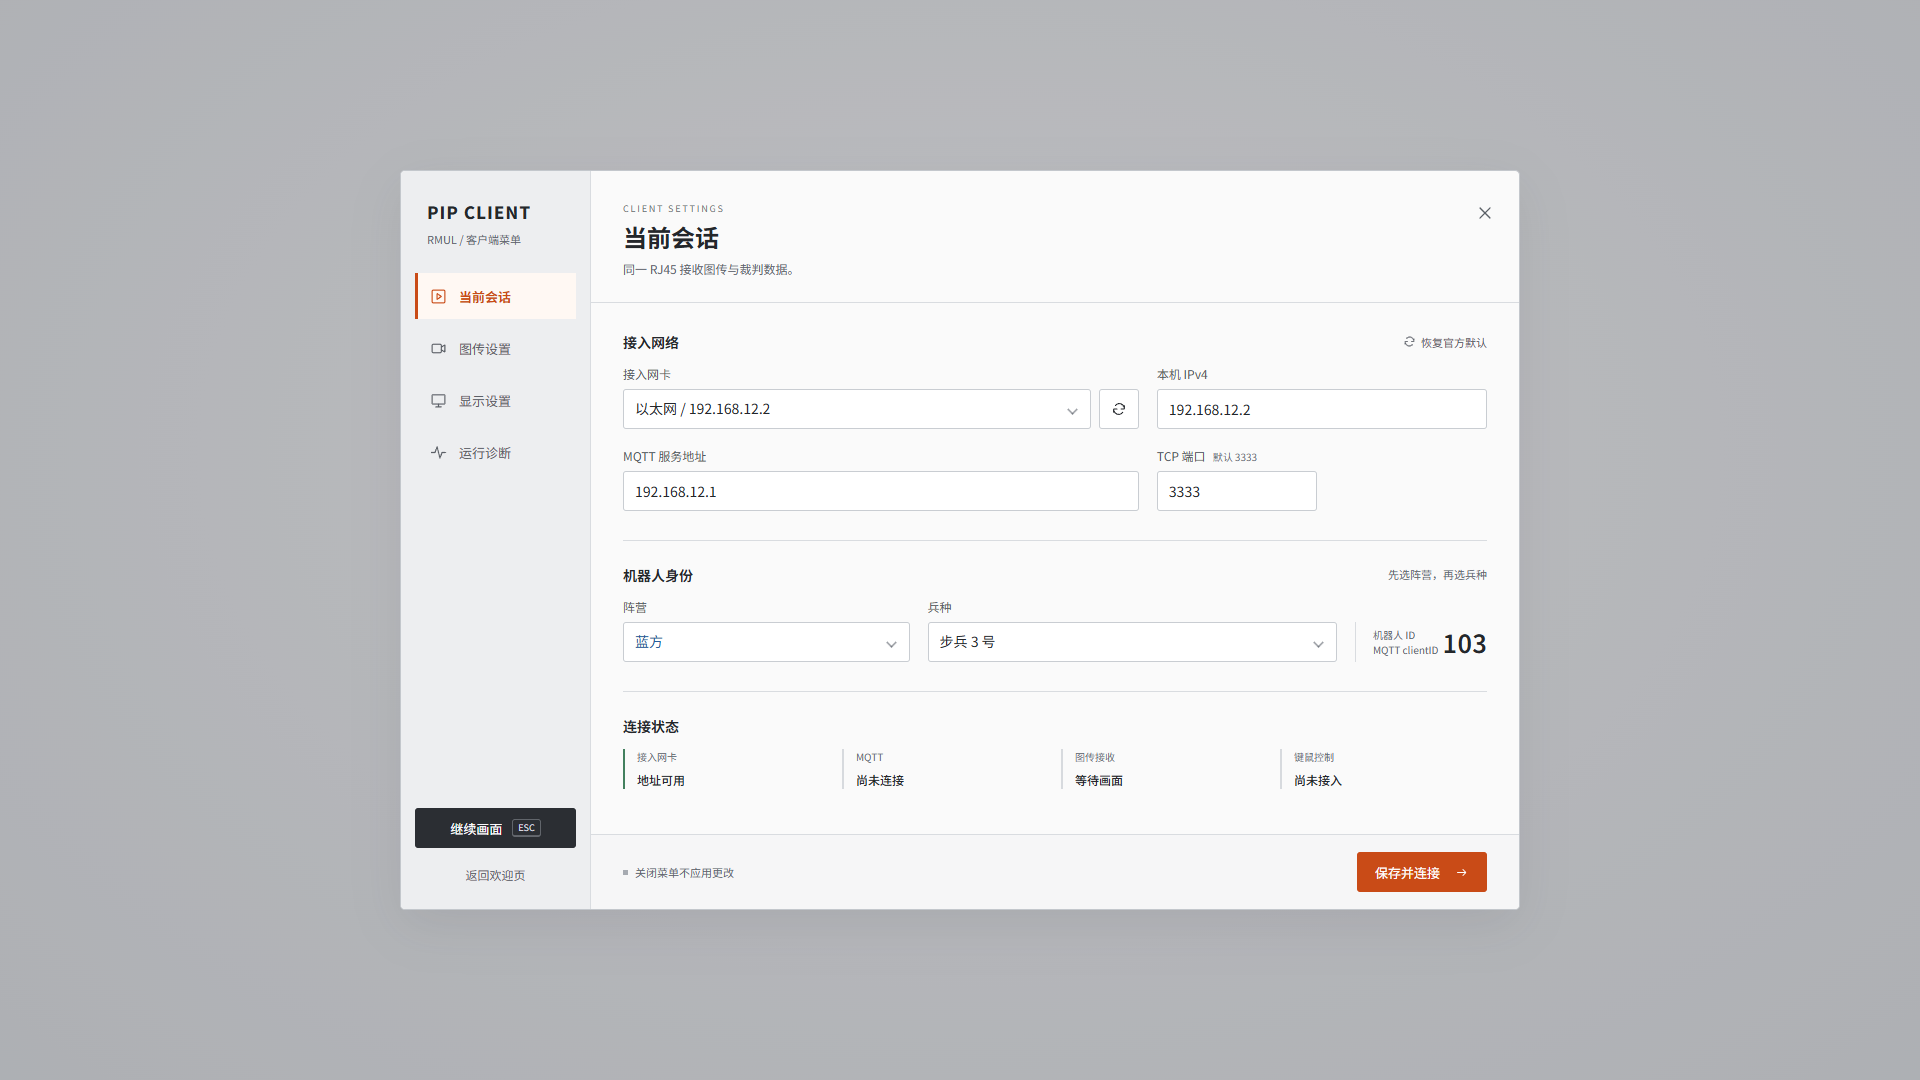 PIP CLIENT
RMUL / 客户端菜单
当前会话
图传设置
显示设置
运行诊断
继续画面 ESC
返回欢迎页
CLIENT SETTINGS
当前会话
同一 RJ45 接收图传与裁判数据。
接入网络
恢复官方默认
接入网卡
以太网 / 192.168.12.2
本机 IPv4
192.168.12.2
MQTT 服务地址
192.168.12.1
TCP 端口 默认 3333
3333
机器人身份
先选阵营，再选兵种
阵营
蓝方
兵种
步兵 3 号
机器人 ID
MQTT clientID
103
连接状态
接入网卡
地址可用
MQTT
尚未连接
图传接收
等待画面
键鼠控制
尚未接入
关闭菜单不应用更改
保存并连接